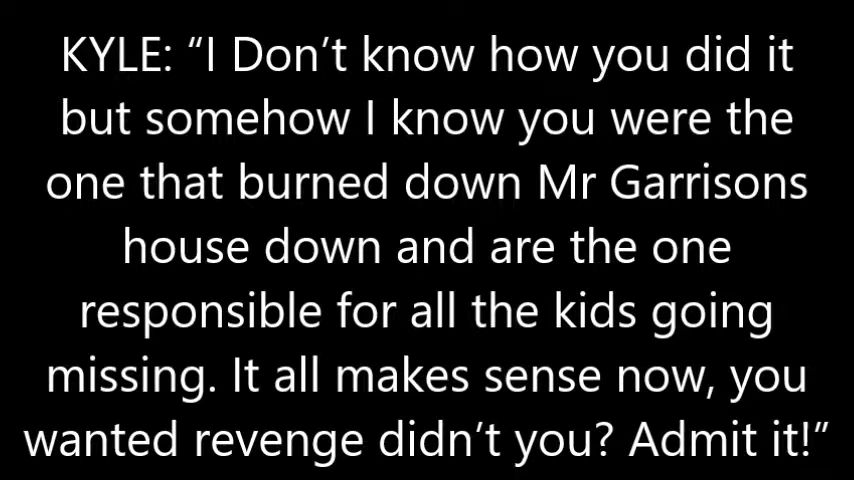 KYLE: “I Don’t know how you did it
but somehow I know you were the
one that burned down Mr Garrisons
house down and are the one
responsible for all the kids going
missing. It all makes sense now, you
wanted revenge didn’t you? Admit it!”